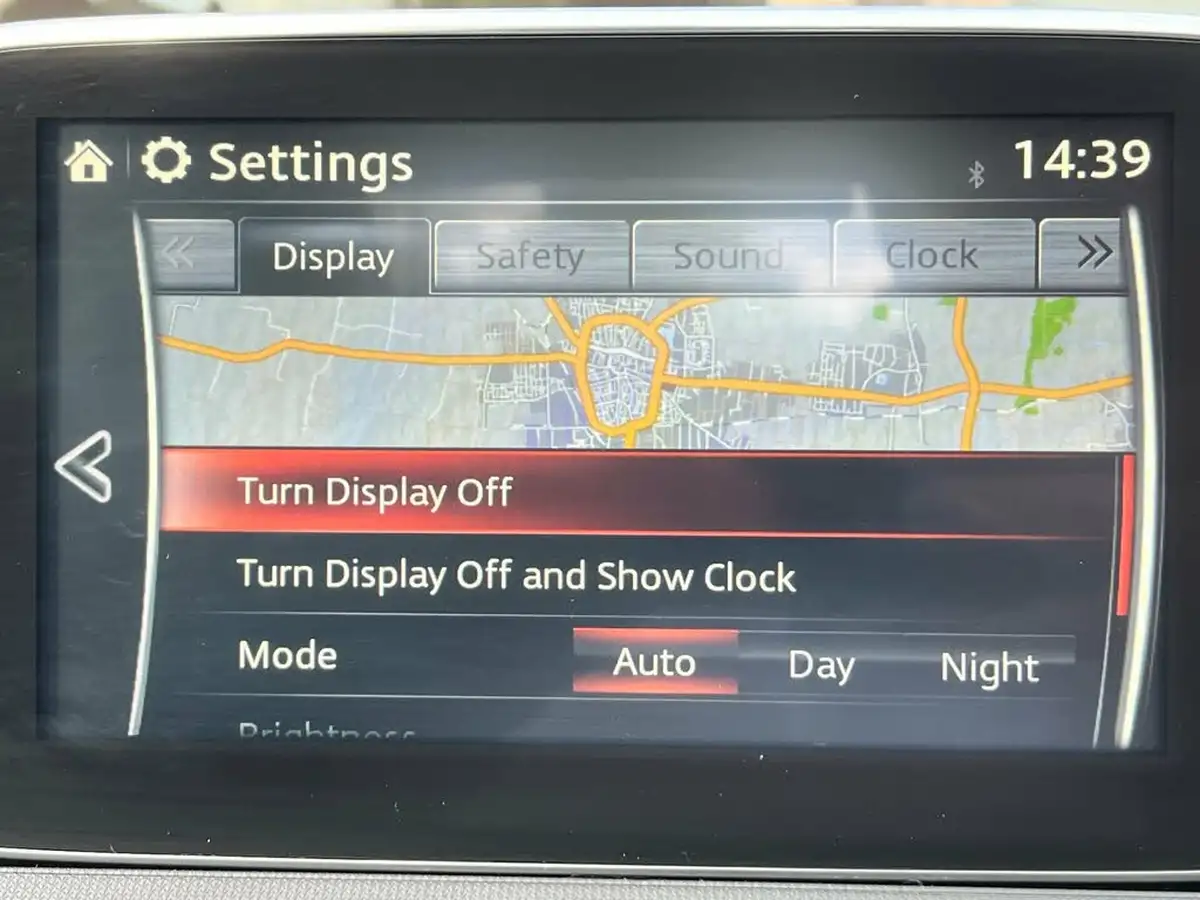 Settings 14:39
Display Safety Sound Clock
Turn Display Off
Turn Display Off and Show Clock
Mode Auto Day Night
Brightness